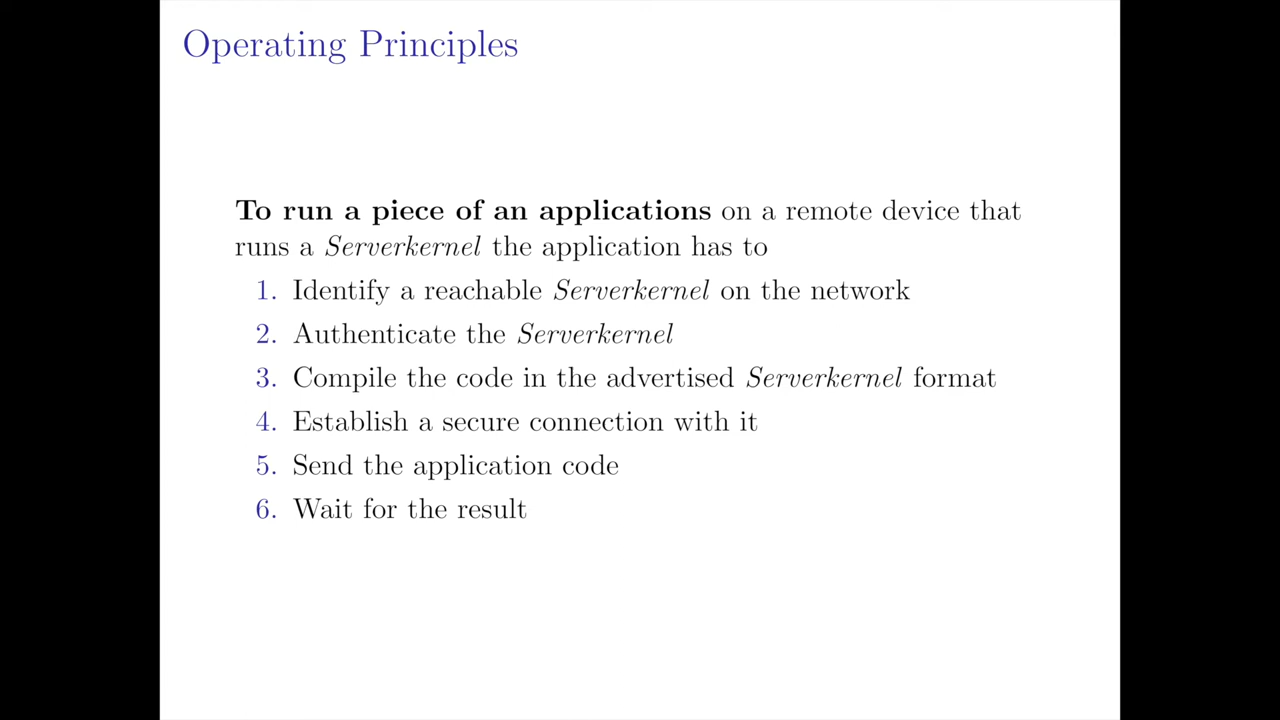 Operating Principles
To run a piece of an applications on a remote device that
runs a Serverkernel the application has to
1. Identify a reachable Serverkernel on the network
2. Authenticate the Serverkernel
3. Compile the code in the advertised Serverkernel format
4. Establish a secure connection with it
5. Send the application code
6. Wait for the result